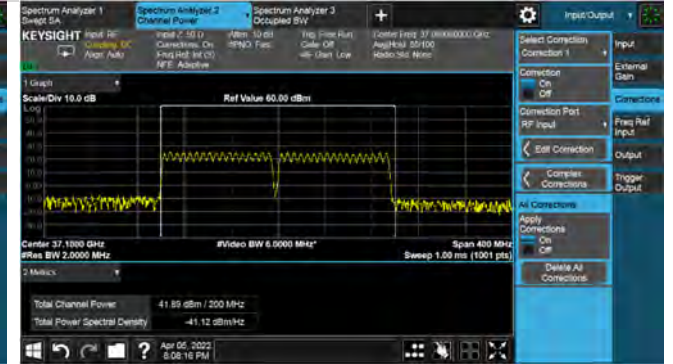 Spectrum Analyzer 1
Swept SA
Spectrum Analyzer 2
Channel Power
Spectrum Analyzer 3
Occupied BW
+
Input/Output
KEYSIGHT
Input: RF
Coupling: DC
Align: Auto
Input Z: 50 Ω
Corrections: On
Freq Ref: Int (S)
NFE: Adaptive
Atten: 10 dB
PNO: Fast
Trig: Free Run
Gate: Off
#IF Gain: Low
Center Freq: 37.100000000 GHz
Avg|Hold: 50/100
Radio Std: None
1 Graph
Scale/Div 10.0 dB
Ref Value 60.00 dBm
Log
Center 37.1000 GHz
#Res BW 2.0000 MHz
#Video BW 6.0000 MHz*
Span 400 MHz
Sweep 1.00 ms (1001 pts)
2 Metrics
Total Channel Power
41.89 dBm / 200 MHz
Total Power Spectral Density
-41.12 dBm/Hz
Apr 05, 2022
8:08:16 PM
?
Select Correction
Correction 1
Correction
On
Off
Correction Port
RF Input
Edit Correction
Complex
Corrections
All Corrections
Apply
Corrections
On
Off
Delete All
Corrections
Input
External
Gain
Corrections
Freq Ref
Input
Output
Trigger
Output